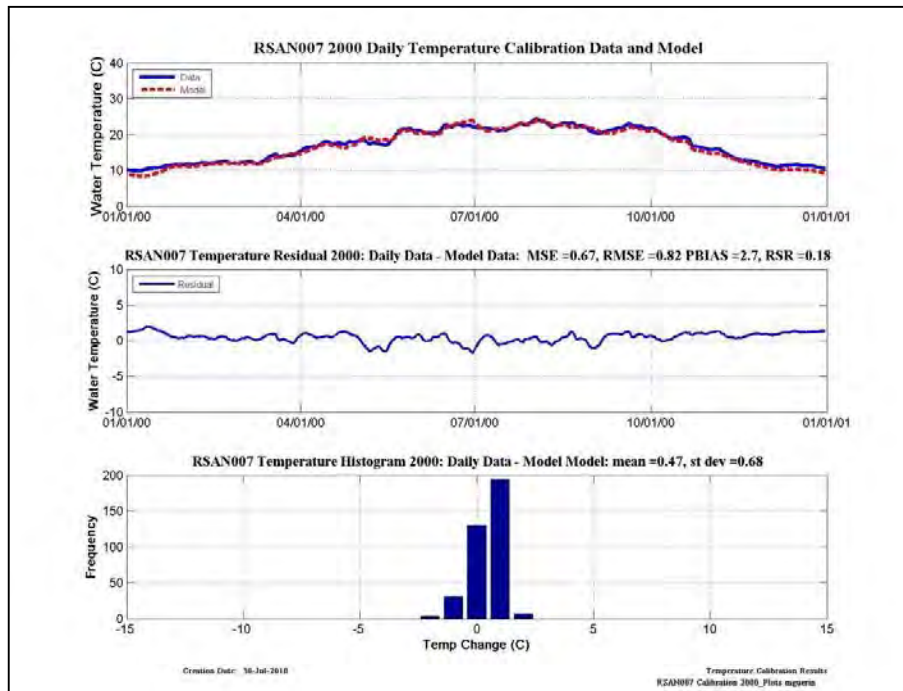 RSAN007 2000 Daily Temperature Calibration Data and Model
Water Temperature (C)
40
30
20
10
0
Data
Model
01/01/00
04/01/00
07/01/00
10/01/00
01/01/01
RSAN007 Temperature Residual 2000: Daily Data - Model Data: MSE =0.67, RMSE =0.82 PBIAS =2.7, RSR =0.18
Water Temperature (C)
10
5
0
-5
-10
Residual
01/01/00
04/01/00
07/01/00
10/01/00
01/01/01
RSAN007 Temperature Histogram 2000: Daily Data - Model Model: mean =0.47, st dev =0.68
Frequency
200
150
100
50
0
-15
-10
-5
0
5
10
15
Temp Change (C)
Creation Date: 30-Jul-2010
Temperature Calibration Results
RSAN007 Calibration 2000_Plots mguerin